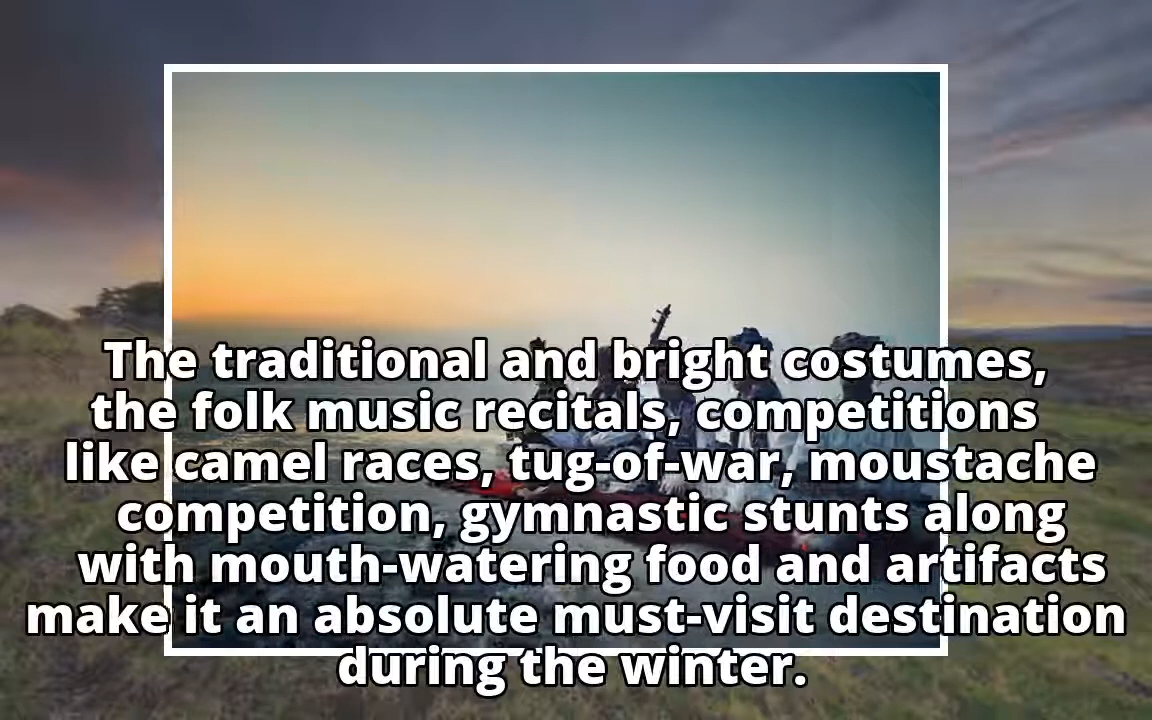 The traditional and bright costumes,
the folk music recitals, competitions
like camel races, tug-of-war, moustache
competition, gymnastic stunts along
with mouth-watering food and artifacts
make it an absolute must-visit destination
during the winter.